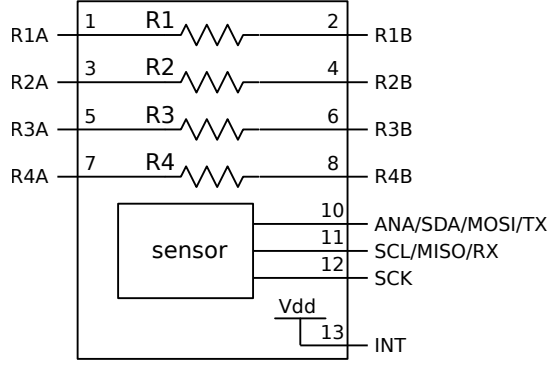 R1A 1 R1 2 R1B
R2A 3 R2 4 R2B
R3A 5 R3 6 R3B
R4A 7 R4 8 R4B
10 ANA/SDA/MOSI/TX
sensor 11 SCL/MISO/RX
12 SCK
Vdd
13 INT